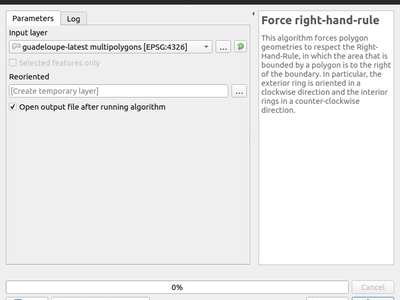 Parameters
Log
Input layer
guadeloupe-latest multipolygons [EPSG:4326]
...
Selected features only
Reoriented
[Create temporary layer]
...
Open output file after running algorithm
Force right-hand-rule
This algorithm forces polygon
geometries to respect the Right-
Hand-Rule, in which the area that is
bounded by a polygon is to the right
of the boundary. In particular, the
exterior ring is oriented in a
clockwise direction and the interior
rings in a counter-clockwise
direction.
0%
Cancel